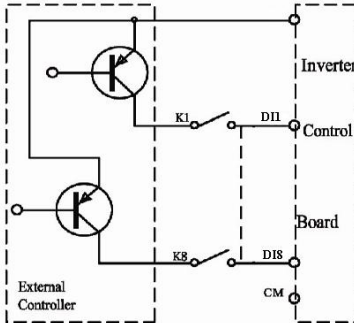 Inverter
K1
DI1
Control
Board
K8
DI8
CM
External
Controller